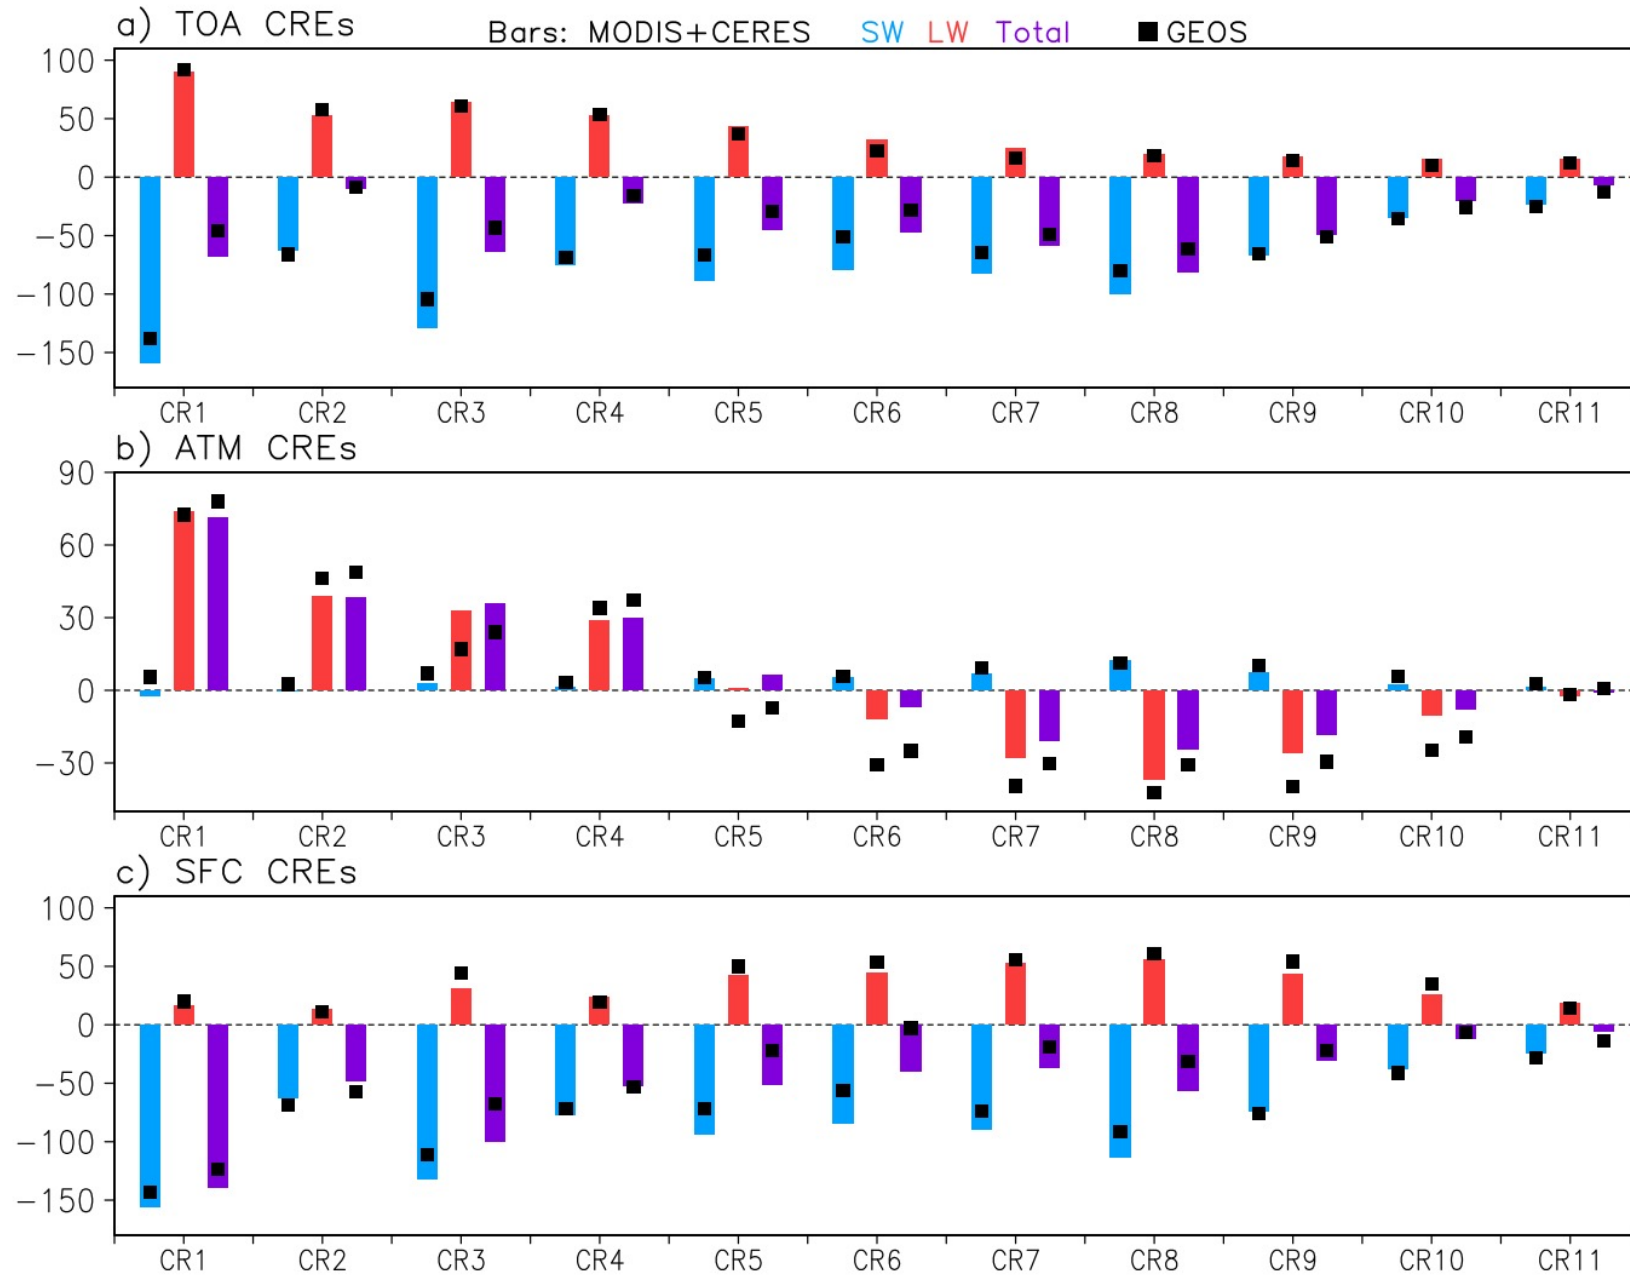 a) TOA CREs Bars: MODIS+CERES SW LW Total GEOS
100
50
0
−50
−100
−150
CR1 CR2 CR3 CR4 CR5 CR6 CR7 CR8 CR9 CR10 CR11
b) ATM CREs
90
60
30
0
−30
CR1 CR2 CR3 CR4 CR5 CR6 CR7 CR8 CR9 CR10 CR11
c) SFC CREs
100
50
0
−50
−100
−150
CR1 CR2 CR3 CR4 CR5 CR6 CR7 CR8 CR9 CR10 CR11